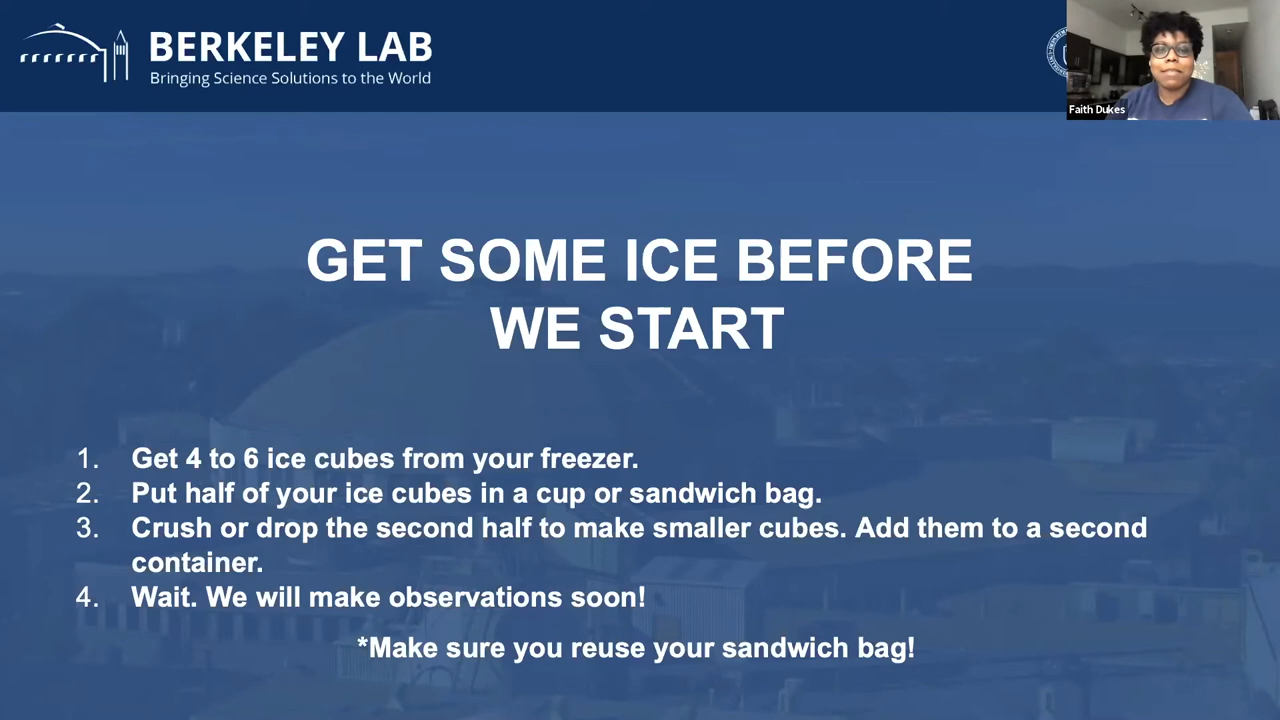 BERKELEY LAB
Bringing Science Solutions to the World
Faith Dukes
GET SOME ICE BEFORE
WE START
1. Get 4 to 6 ice cubes from your freezer.
2. Put half of your ice cubes in a cup or sandwich bag.
3. Crush or drop the second half to make smaller cubes. Add them to a second
container.
4. Wait. We will make observations soon!
*Make sure you reuse your sandwich bag!